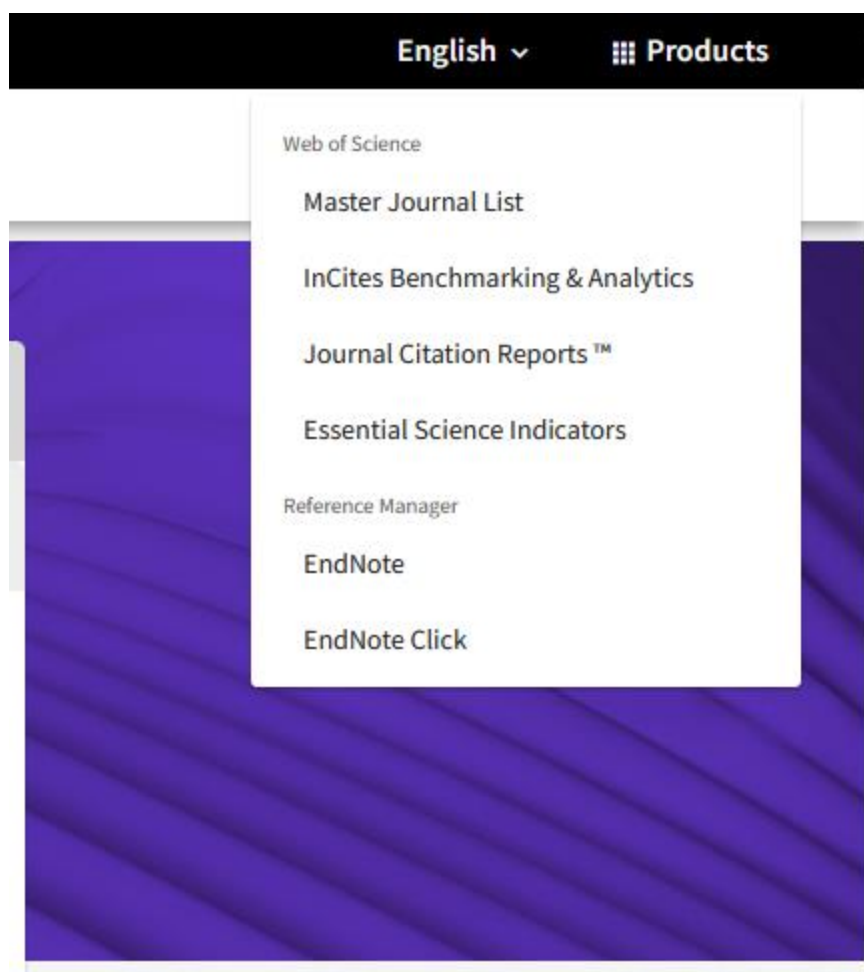 English Products
Web of Science
Master Journal List
InCites Benchmarking & Analytics
Journal Citation Reports ™
Essential Science Indicators
Reference Manager
EndNote
EndNote Click